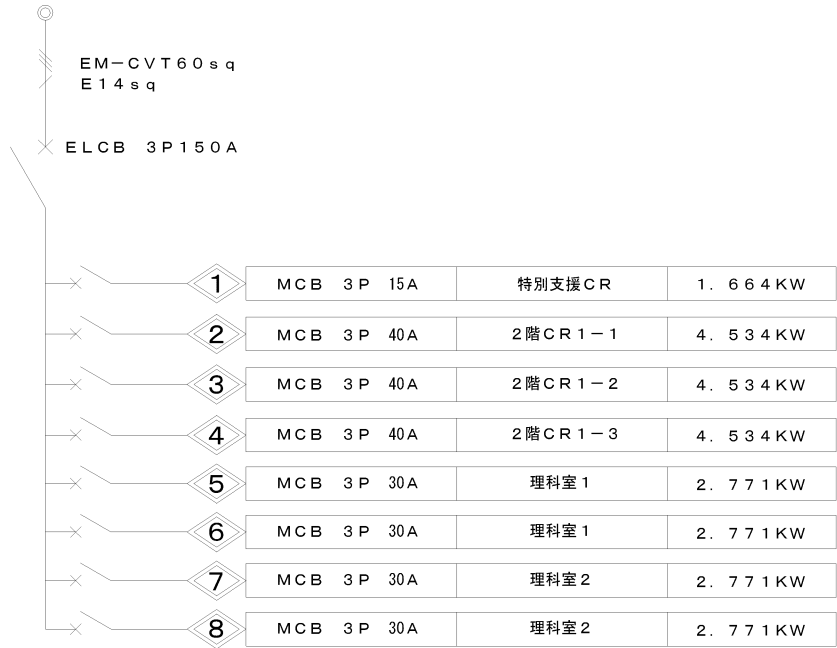 EM-CVT60sq
E14sq
ELCB 3P150A
1 MCB 3P 15A 特別支援CR 1.664KW
2 MCB 3P 40A 2階CR1-1 4.534KW
3 MCB 3P 40A 2階CR1-2 4.534KW
4 MCB 3P 40A 2階CR1-3 4.534KW
5 MCB 3P 30A 理科室1 2.771KW
6 MCB 3P 30A 理科室1 2.771KW
7 MCB 3P 30A 理科室2 2.771KW
8 MCB 3P 30A 理科室2 2.771KW